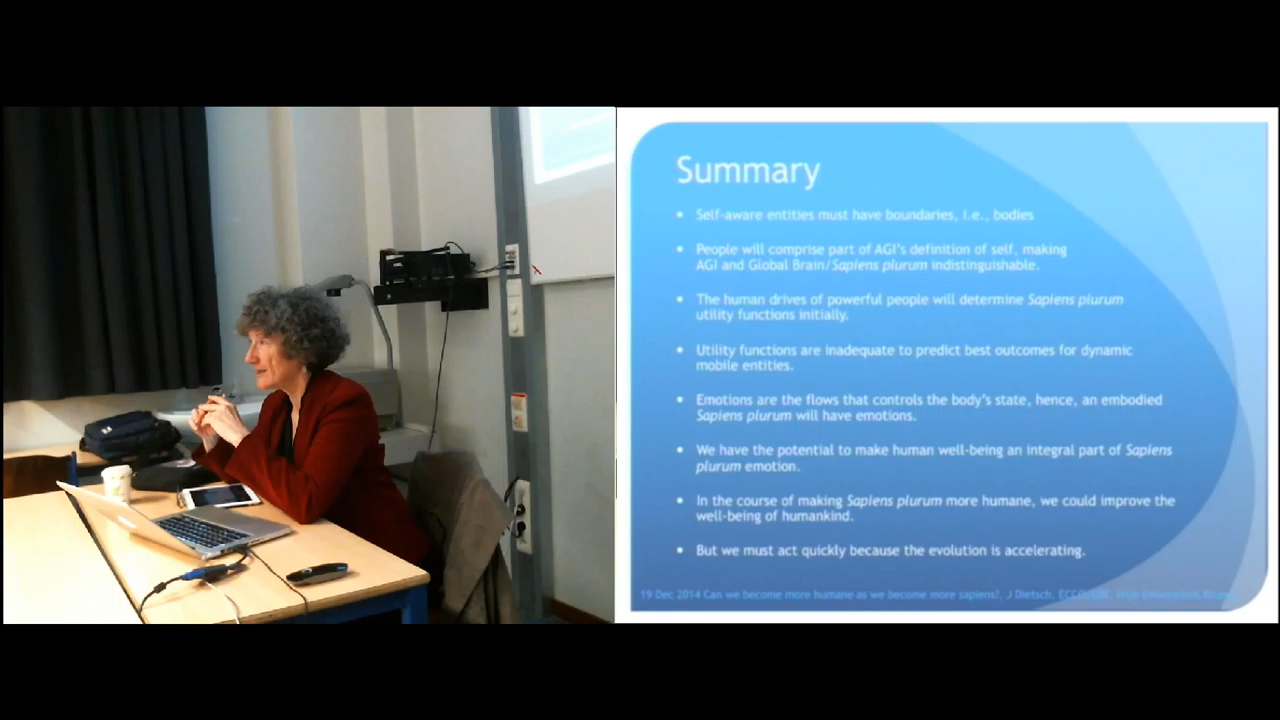 Summary
• Self-aware entities must have boundaries, i.e., bodies
• People will comprise part of AGI's definition of self, making
AGI and Global Brain/Sapiens plurum indistinguishable.
• The human drives of powerful people will determine Sapiens plurum
utility functions initially.
• Utility functions are inadequate to predict best outcomes for dynamic
mobile entities.
• Emotions are the flows that controls the body's state, hence, an embodied
Sapiens plurum will have emotions.
• We have the potential to make human well-being an integral part of Sapiens
plurum emotion.
• In the course of making Sapiens plurum more humane, we could improve the
well-being of humankind.
• But we must act quickly because the evolution is accelerating.
19 Dec 2014 Can we become more humane as we become more sapiens?, J Dietsch,